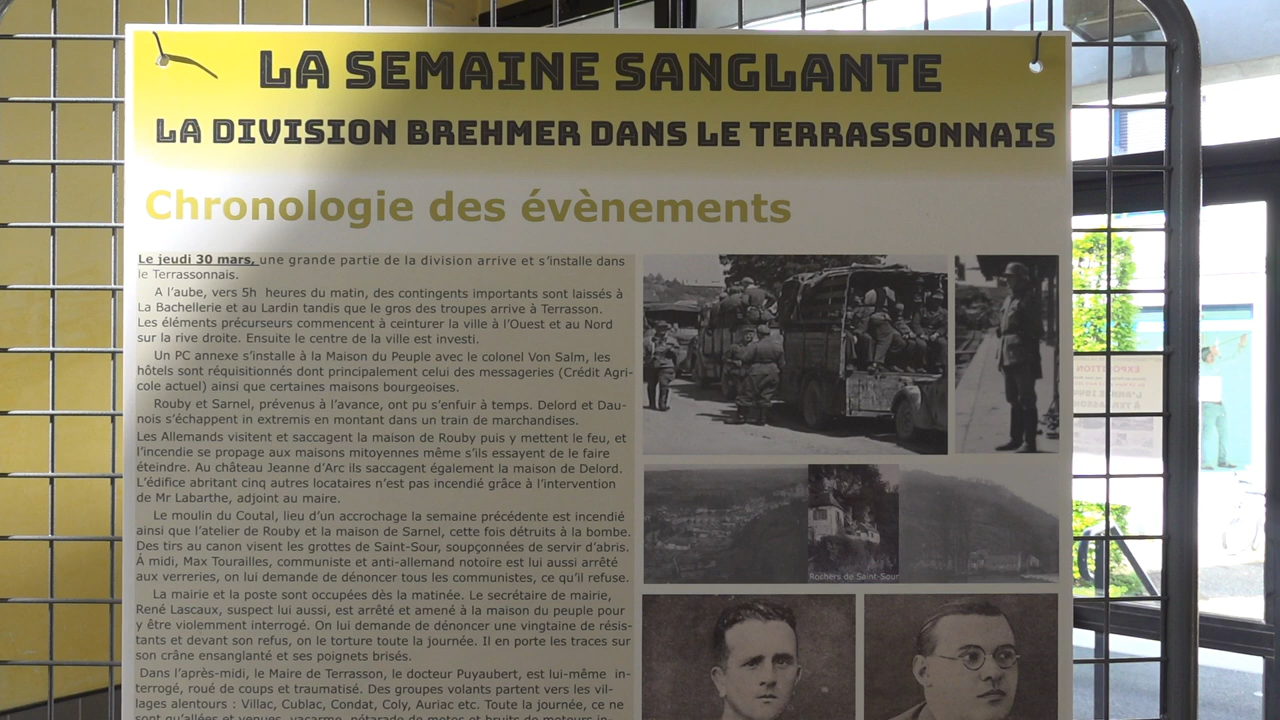 LA SEMAINE SANGLANTE
LA DIVISION BREHMER DANS LE TERRASSONNAIS
Chronologie des évènements
Le jeudi 30 mars, une grande partie de la division arrive et s'installe dans
le Terrassonnais.
A l'aube, vers 5h heures du matin, des contingents importants sont laissés à
La Bachellerie et au Lardin tandis que le gros des troupes arrive à Terrasson.
Les éléments précurseurs commencent à ceinturer la ville à l'Ouest et au Nord
sur la rive droite. Ensuite le centre de la ville est investi.
Un PC annexe s'installe à la Maison du Peuple avec le colonel Von Salm, les
hôtels sont réquisitionnés dont principalement celui des messageries (Crédit Agri-
cole actuel) ainsi que certaines maisons bourgeoises.
Rouby et Sarnel, prévenus à l'avance, ont pu s'enfuir à temps. Delord et Dau-
nois s'échappent in extremis en montant dans un train de marchandises.
Les Allemands visitent et saccagent la maison de Rouby puis y mettent le feu, et
l'incendie se propage aux maisons mitoyennes même s'ils essayent de le faire
éteindre. Au château Jeanne d'Arc ils saccagent également la maison de Delord.
L'édifice abritant cinq autres locataires n'est pas incendié grâce à l'intervention
de Mr Labarthe, adjoint au maire.
Le moulin du Coutal, lieu d'un accrochage la semaine précédente est incendié
ainsi que l'atelier de Rouby et la maison de Sarnel, cette fois détruits à la bombe.
Des tirs au canon visent les grottes de Saint-Sour, soupçonnées de servir d'abris.
À midi, Max Tourailles, communiste et anti-allemand notoire est lui aussi arrêté
aux verreries, on lui demande de dénoncer tous les communistes, ce qu'il refuse.
La mairie et la poste sont occupées dès la matinée. Le secrétaire de mairie,
René Lascaux, suspect lui aussi, est arrêté et amené à la maison du peuple pour
y être violemment interrogé. On lui demande de dénoncer une vingtaine de résis-
tants et devant son refus, on le torture toute la journée. Il en porte les traces sur
son crâne ensanglanté et ses poignets brisés.
Dans l'après-midi, le Maire de Terrasson, le docteur Puyaubert, est lui-même in-
terrogé, roué de coups et traumatisé. Des groupes volants partent vers les vil-
lages alentours : Villac, Cublac, Condat, Coly, Auriac etc. Toute la journée, ce ne
sont qu'allées et venues, vacarme, pétarade de motos et bruits de moteurs in-
Rochers de Saint-Sour
EXPOSITION